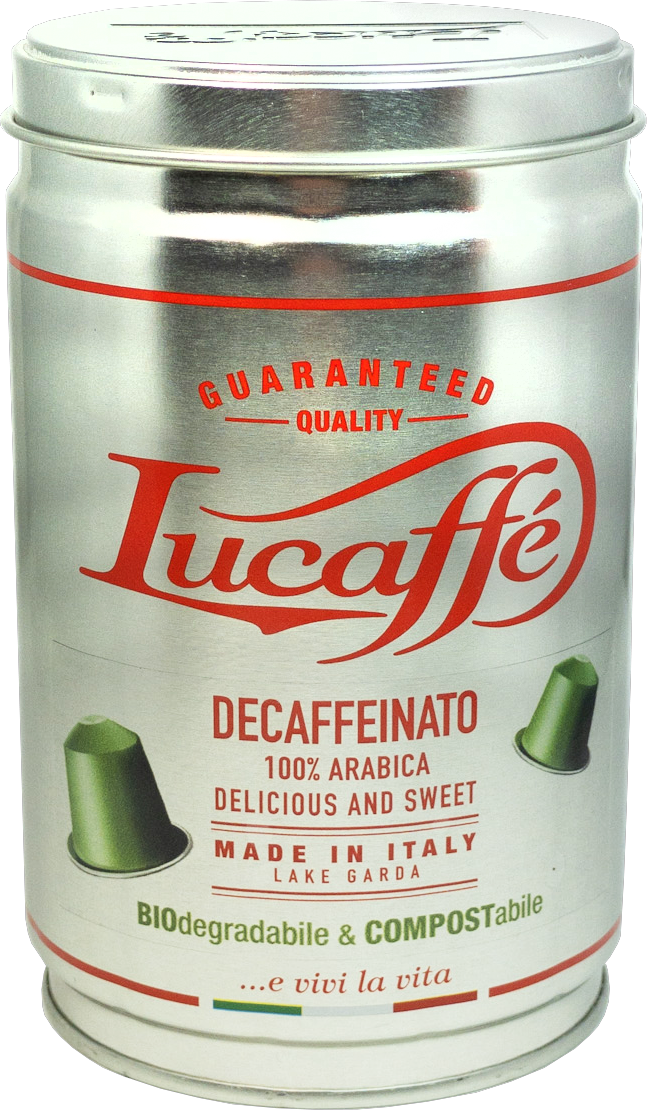 GUARANTEED
QUALITY
Lucaffé
DECAFFEINATO
100% ARABICA
DELICIOUS AND SWEET
MADE IN ITALY
LAKE GARDA
BIOdegradabile & COMPOSTabile
...e vivi la vita